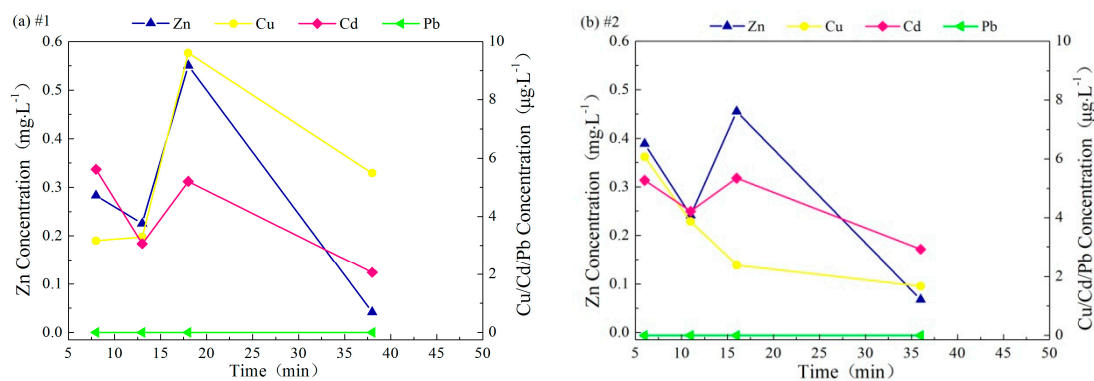 (a) #1
Zn Cu Cd Pb
0.6
0.5
0.4
0.3
0.2
0.1
0.0
Zn Concentration (mg·L⁻¹)
10
8
6
4
2
0
Cu/Cd/Pb Concentration (μg·L⁻¹)
5 10 15 20 25 30 35 40 45 50
Time (min)
(b) #2
Zn Cu Cd Pb
0.6
0.5
0.4
0.3
0.2
0.1
0.0
Zn Concentration (mg·L⁻¹)
10
8
6
4
2
0
Cu/Cd/Pb Concentration (μg·L⁻¹)
5 10 15 20 25 30 35 40 45 50
Time (min)